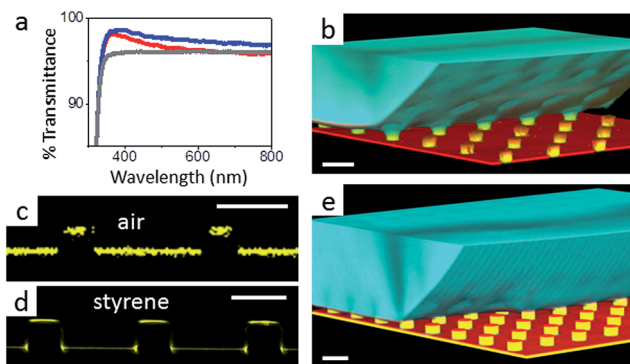 a
100
90
% Transmittance
400
600
800
Wavelength (nm)
b
c
air
d
styrene
e